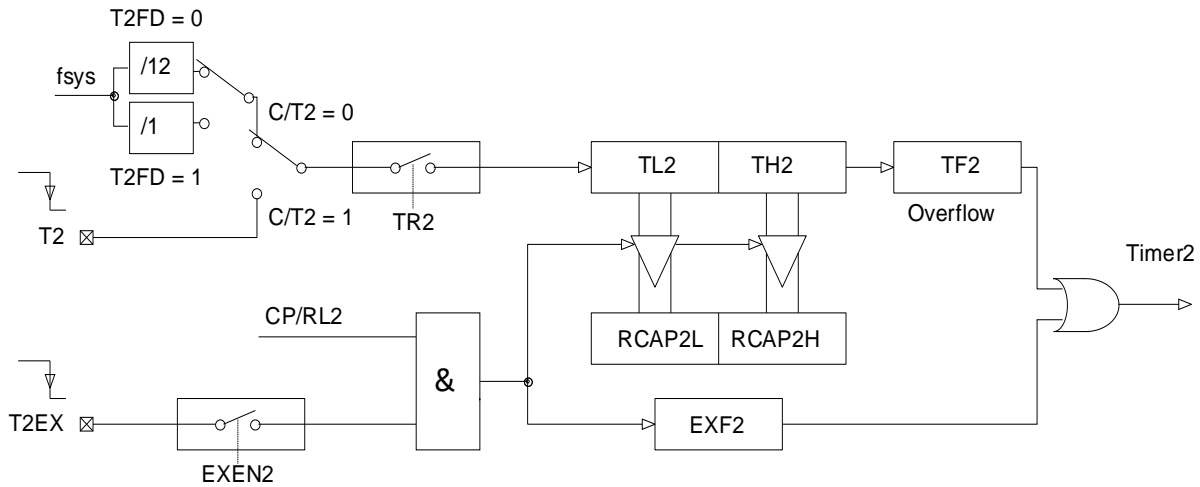 T2FD = 0
/12
fsys
C/T2 = 0
/1
T2FD = 1
TL2
TH2
TF2
C/T2 = 1
TR2
Overflow
T2
Timer2
CP/RL2
RCAP2L
RCAP2H
&
T2EX
EXF2
EXEN2